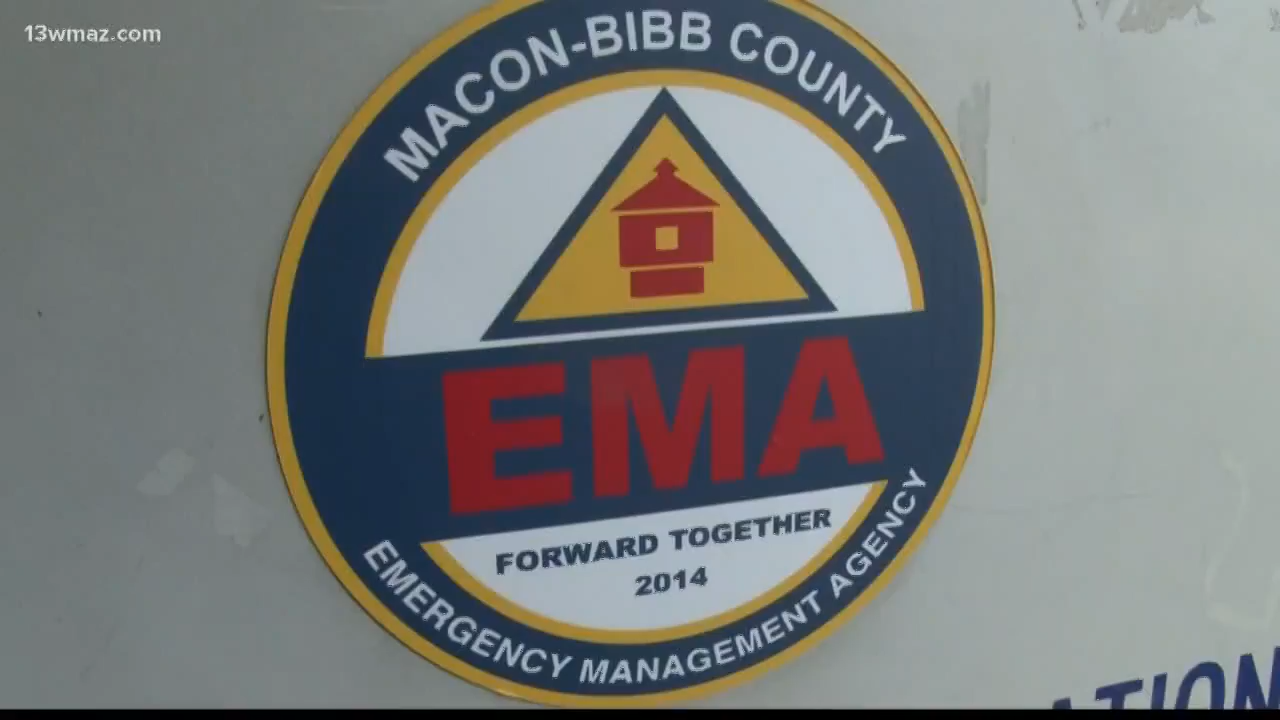 13wmaz.com
MACON-BIBB COUNTY
EMA
FORWARD TOGETHER
2014
EMERGENCY MANAGEMENT AGENCY